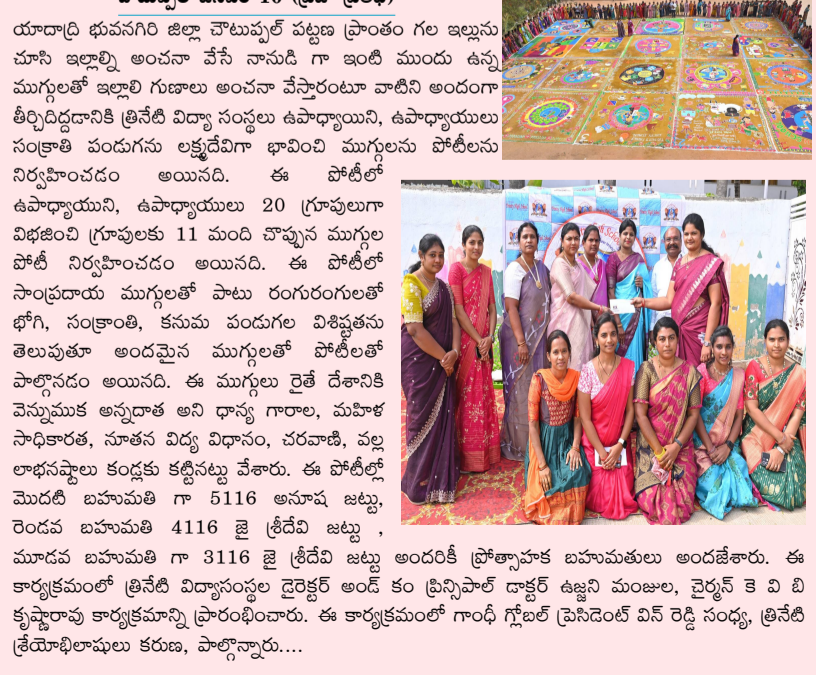 యాదాద్రి భువనగిరి జిల్లా చౌటుప్పల్ పట్టణ ప్రాంతం గల ఇల్లును
చూసి ఇల్లాల్ని అంచనా వేసే నానుడి గా ఇంటి ముందు ఉన్న
ముగ్గులతో ఇల్లాలి గుణాలు అంచనా వేస్తారంటూ వాటిని అందంగా
తీర్చిదిద్దడానికి త్రినేటి విద్యా సంస్థలు ఉపాధ్యాయిని, ఉపాధ్యాయులు
సంక్రాతి పండుగను లక్ష్మదేవిగా భావించి ముగ్గులను పోటీలను
నిర్వహించడం అయినది. ఈ పోటీలో
ఉపాధ్యాయుని, ఉపాధ్యాయులు 20 గ్రూపులుగా
విభజించి గ్రూపులకు 11 మంది చొప్పున ముగ్గుల
పోటీ నిర్వహించడం అయినది. ఈ పోటీలో
సాంప్రదాయ ముగ్గులతో పాటు రంగురంగులతో
భోగి, సంక్రాంతి, కనుమ పండుగల విశిష్టతను
తెలుపుతూ అందమైన ముగ్గులతో పోటీలతో
పాల్గొనడం అయినది. ఈ ముగ్గులు రైతే దేశానికి
వెన్నుముక అన్నదాత అని ధాన్య గారాల, మహిళ
సాధికారత, నూతన విద్య విధానం, చరవాణి, వల్ల
లాభనష్టాలు కండ్లకు కట్టినట్టు వేశారు. ఈ పోటీల్లో
మొదటి బహుమతి గా 5116 అనూష జట్టు,
రెండవ బహుమతి 4116 జై శ్రీదేవి జట్టు ,
మూడవ బహుమతి గా 3116 జై శ్రీదేవి జట్టు అందరికీ ప్రోత్సాహక బహుమతులు అందజేశారు. ఈ
కార్యక్రమంలో త్రినేటి విద్యాసంస్థల డైరెక్టర్ అండ్ కం ప్రిన్సిపాల్ డాక్టర్ ఉజ్జని మంజుల, చైర్మన్ కె వి బి
కృష్ణారావు కార్యక్రమాన్ని ప్రారంభించారు. ఈ కార్యక్రమంలో గాంధీ గ్లోబల్ ప్రెసిడెంట్ విన్ రెడ్డి సంధ్య, త్రినేటి
శ్రేయోభిలాషులు కరుణ, పాల్గొన్నారు....